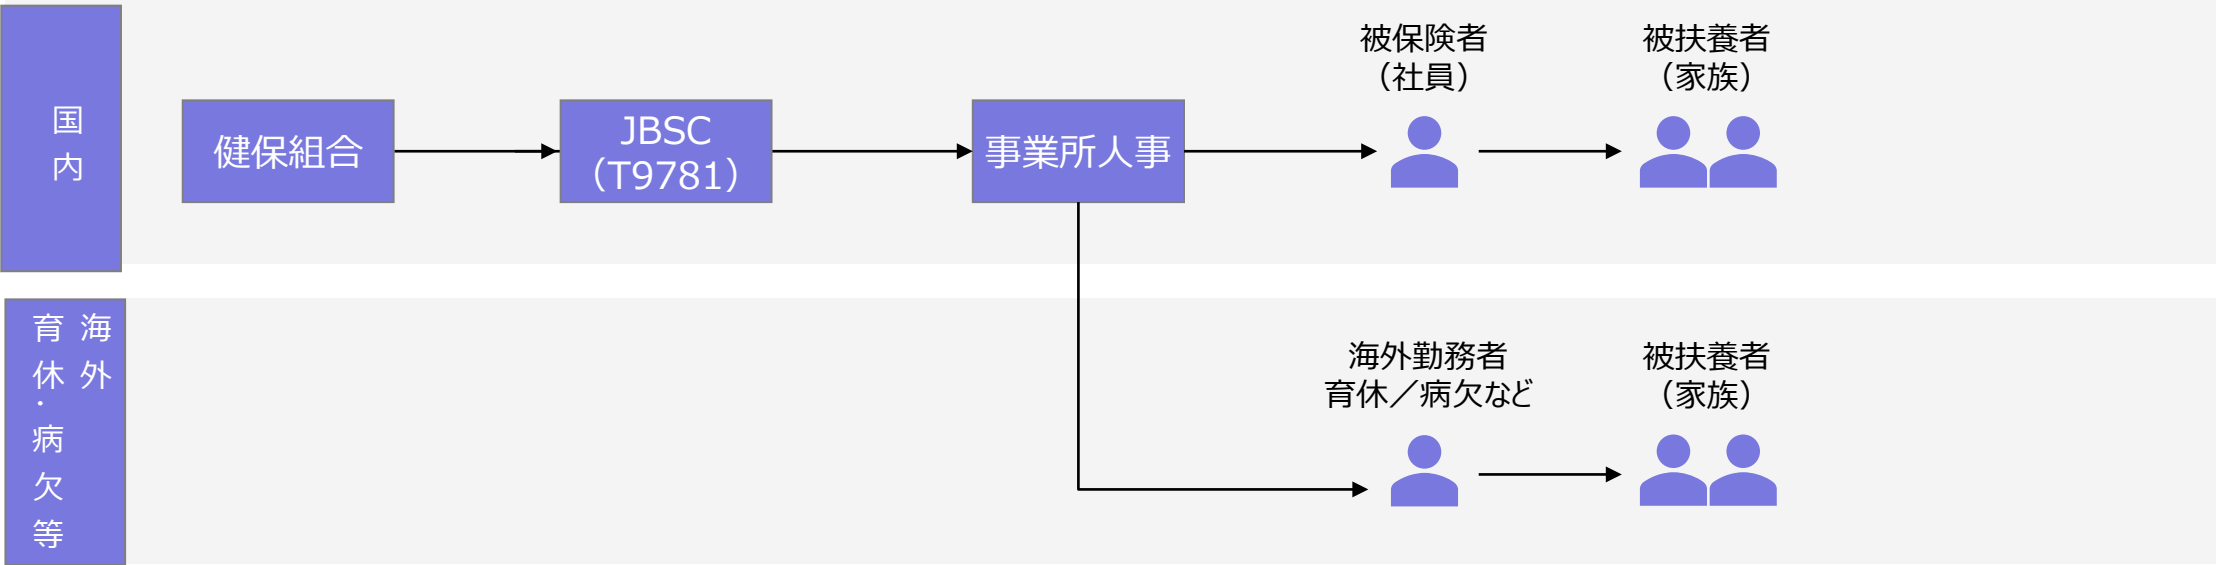 国内
健保組合
JBSC
（T9781）
事業所人事
被保険者
（社員）
被扶養者
（家族）
海外
育休・病欠等
海外勤務者
育休／病欠など
被扶養者
（家族）